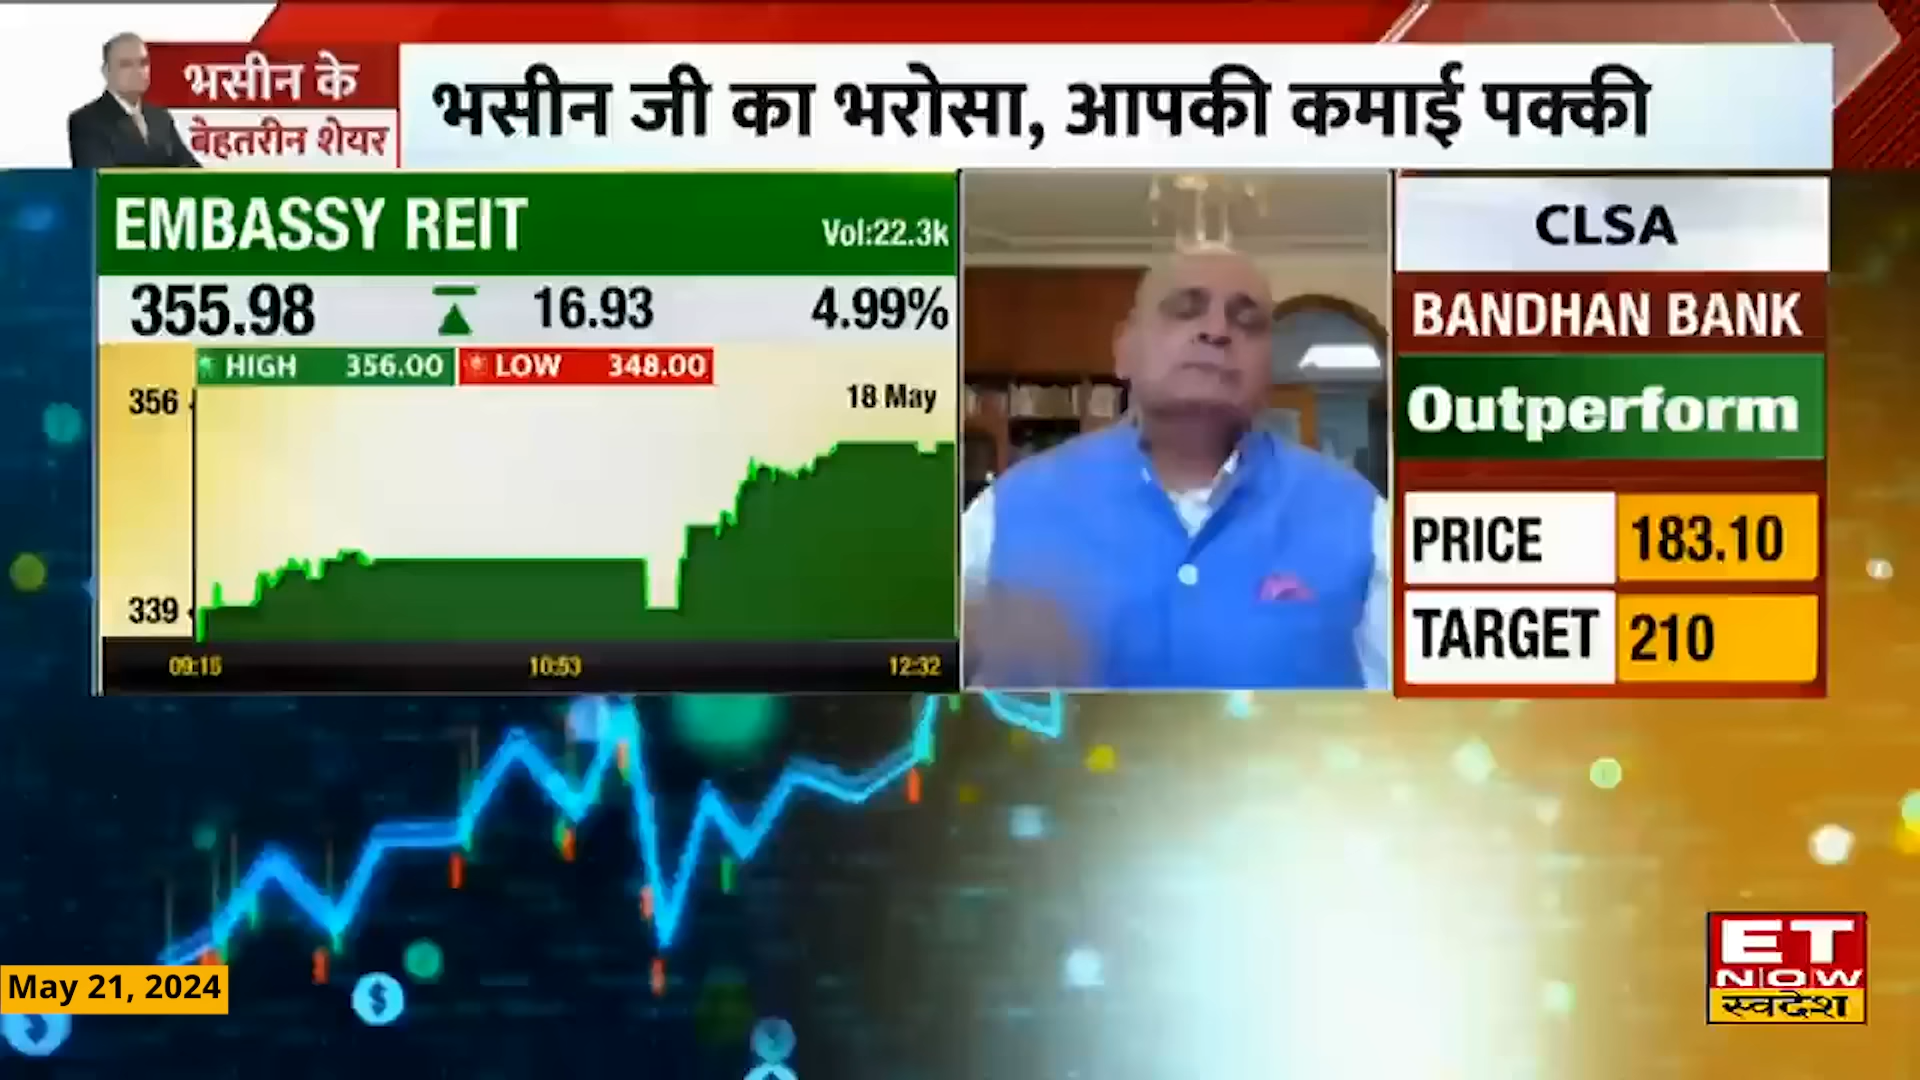 भसीन के
बेहतरीन शेयर
भसीन जी का भरोसा, आपकी कमाई पक्की
EMBASSY REIT
Vol:22.3k
355.98 16.93 4.99%
HIGH 356.00 LOW 348.00
18 May
356
339
09:15 10:53 12:32
CLSA
BANDHAN BANK
Outperform
PRICE 183.10
TARGET 210
May 21, 2024
ET
NOW
स्वदेश